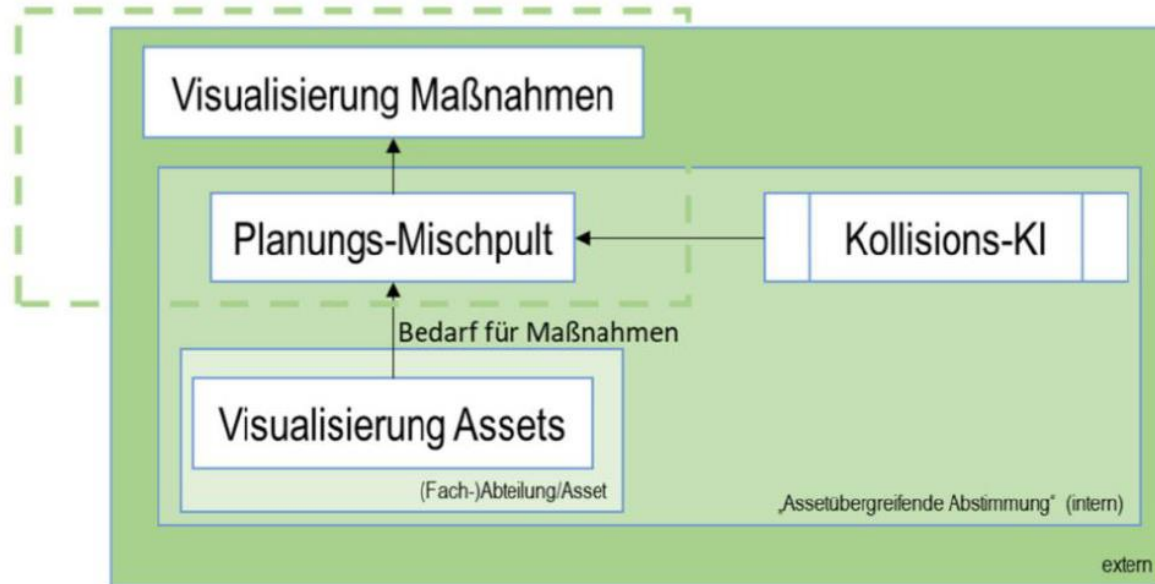 Visualisierung Maßnahmen
Planungs-Mischpult
Kollisions-KI
Bedarf für Maßnahmen
Visualisierung Assets
(Fach-)Abteilung/Asset
„Assetübergreifende Abstimmung“ (intern)
extern